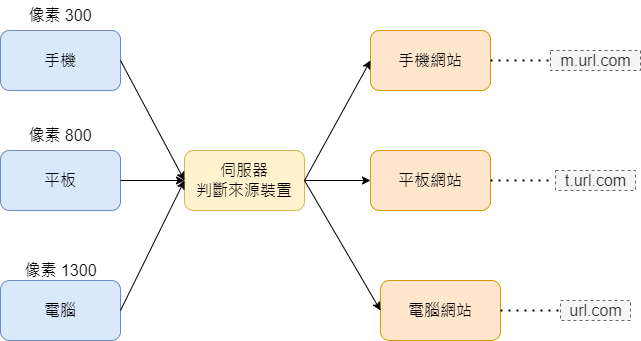 像素 300
手機
手機網站
m.url.com
像素 800
平板
伺服器
判斷來源裝置
平板網站
t.url.com
像素 1300
電腦
電腦網站
url.com